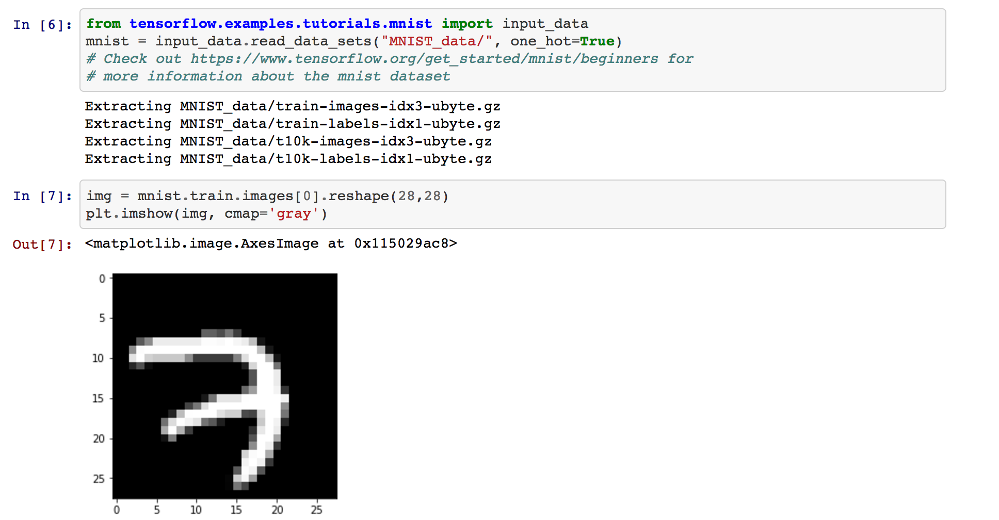 In [6]: from tensorflow.examples.tutorials.mnist import input_data
mnist = input_data.read_data_sets("MNIST_data/", one_hot=True)
# Check out https://www.tensorflow.org/get_started/mnist/beginners for
# more information about the mnist dataset
Extracting MNIST_data/train-images-idx3-ubyte.gz
Extracting MNIST_data/train-labels-idx1-ubyte.gz
Extracting MNIST_data/t10k-images-idx3-ubyte.gz
Extracting MNIST_data/t10k-labels-idx1-ubyte.gz
In [7]: img = mnist.train.images[0].reshape(28,28)
plt.imshow(img, cmap='gray')
Out[7]: <matplotlib.image.AxesImage at 0x115029ac8>
0
5
10
15
20
25
0 5 10 15 20 25